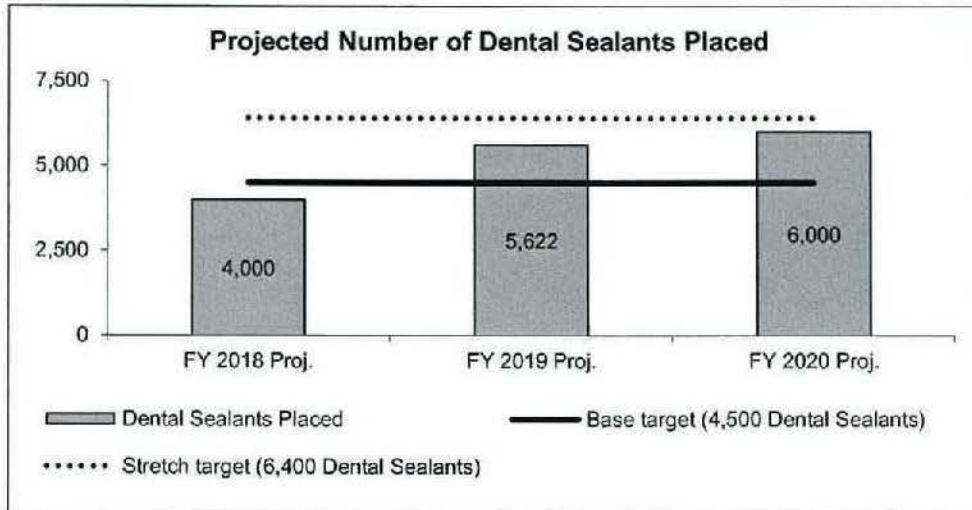 Projected Number of Dental Sealants Placed
7,500
5,000
2,500
0
4,000
5,622
6,000
FY 2018 Proj.
FY 2019 Proj.
FY 2020 Proj.
Dental Sealants Placed
Base target (4,500 Dental Sealants)
Stretch target (6,400 Dental Sealants)